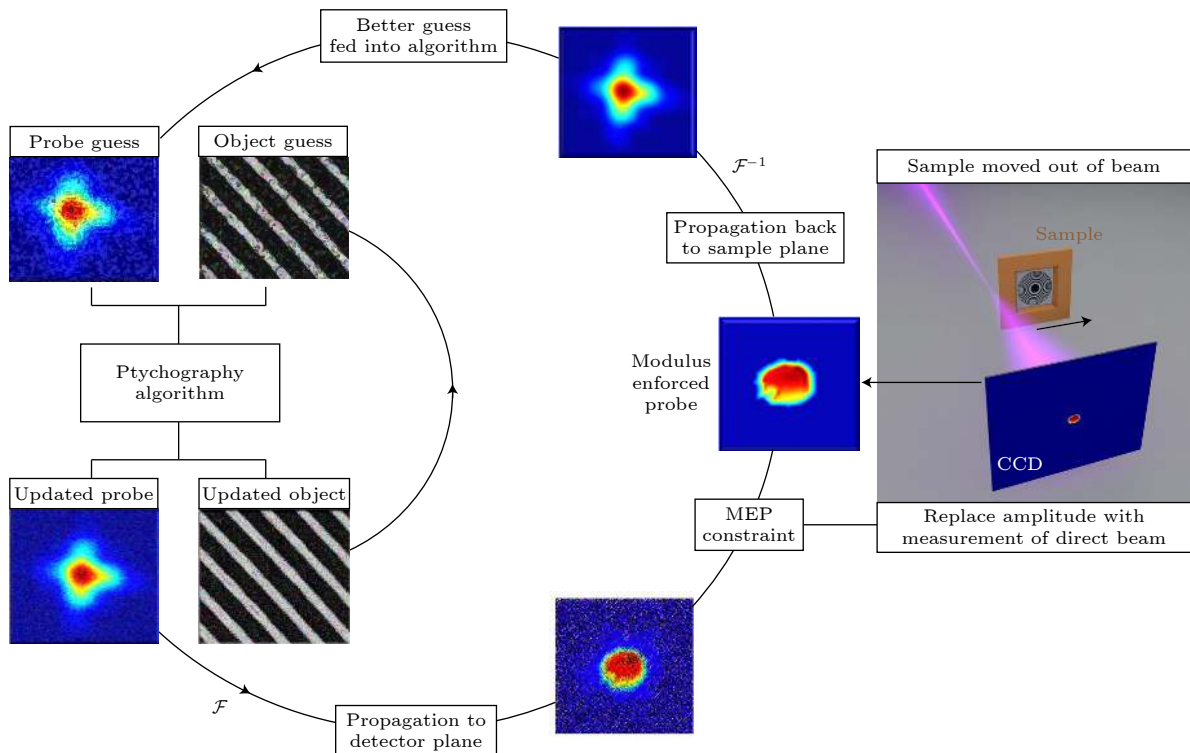 Better guess
fed into algorithm
Probe guess
Object guess
ℱ⁻¹
Sample moved out of beam
Propagation back
to sample plane
Sample
Ptychography
algorithm
Modulus
enforced
probe
CCD
Updated probe
Updated object
MEP
constraint
Replace amplitude with
measurement of direct beam
ℱ
Propagation to
detector plane